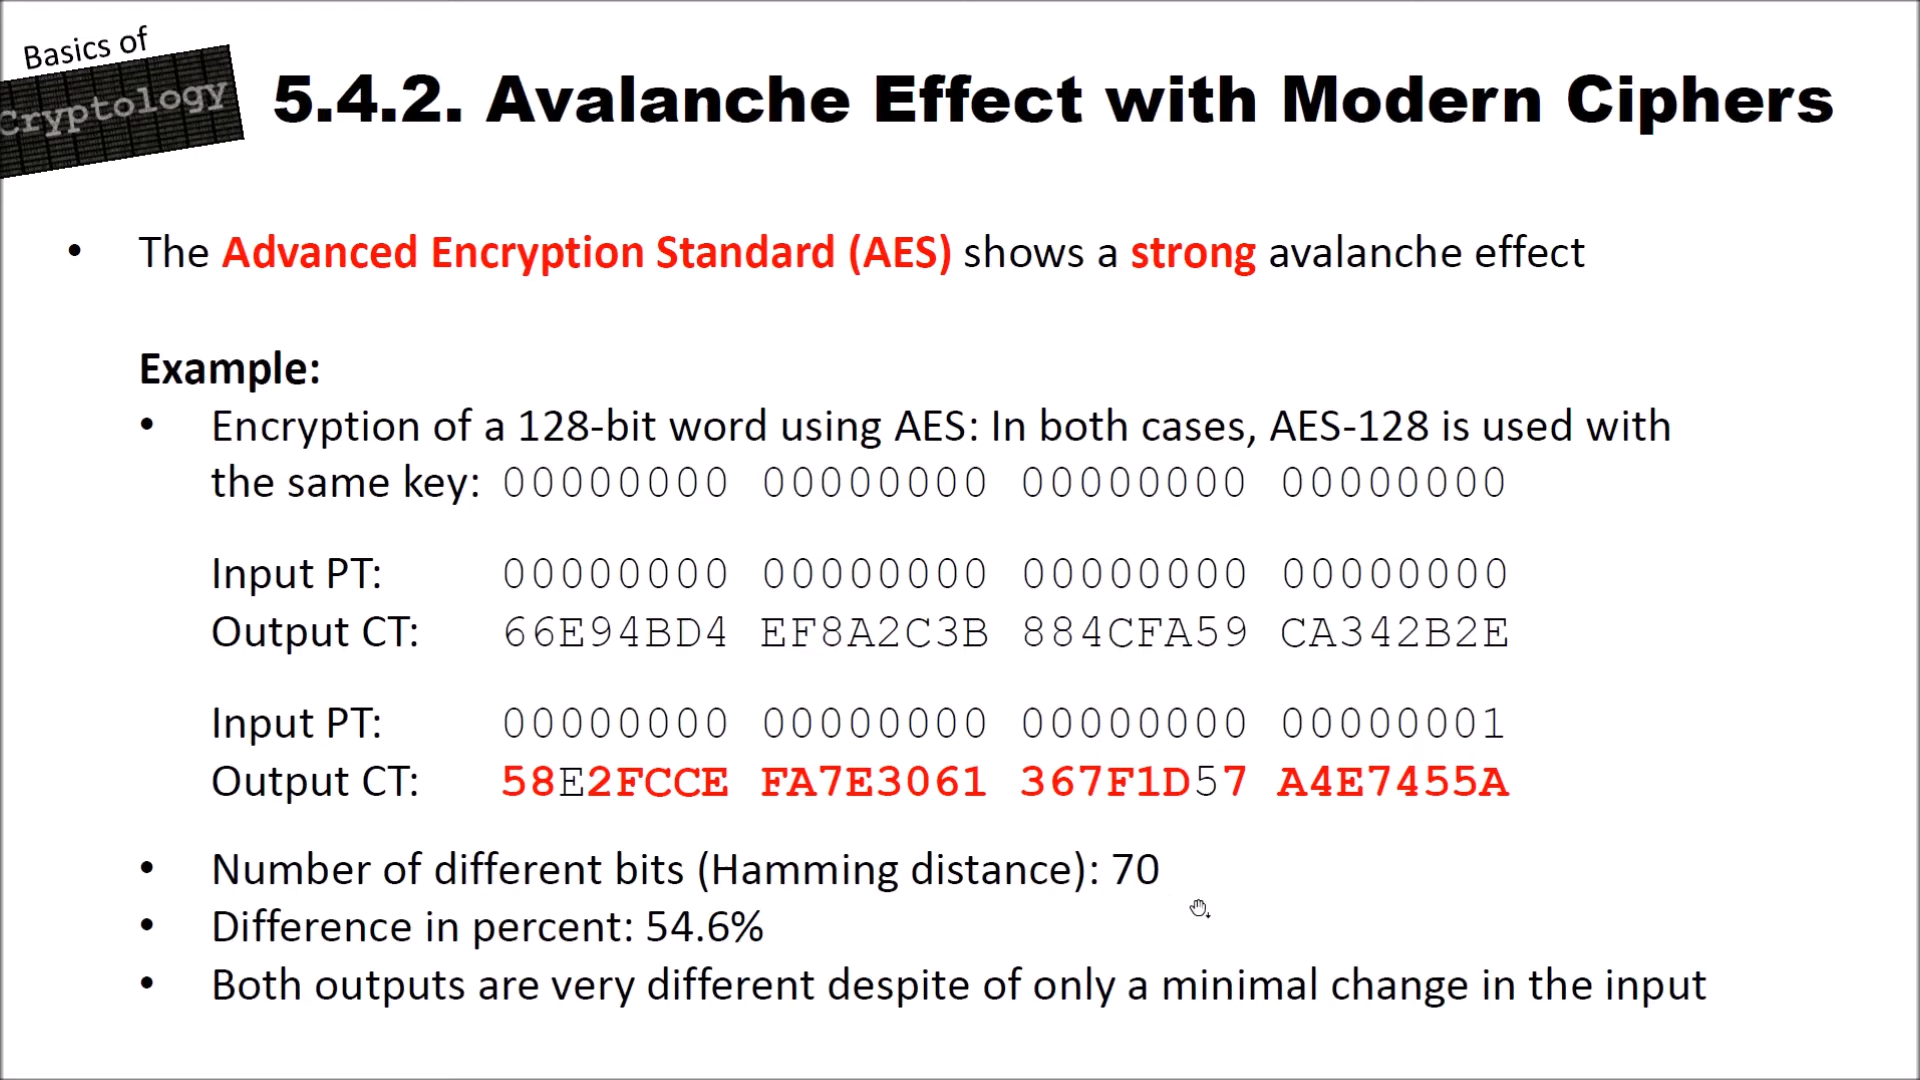 Basics of
Cryptology
5.4.2. Avalanche Effect with Modern Ciphers
• The Advanced Encryption Standard (AES) shows a strong avalanche effect
Example:
• Encryption of a 128-bit word using AES: In both cases, AES-128 is used with
the same key: 00000000 00000000 00000000 00000000
Input PT: 00000000 00000000 00000000 00000000
Output CT: 66E94BD4 EF8A2C3B 884CFA59 CA342B2E
Input PT: 00000000 00000000 00000000 00000001
Output CT: 58E2FCCE FA7E3061 367F1D57 A4E7455A
• Number of different bits (Hamming distance): 70
• Difference in percent: 54.6%
• Both outputs are very different despite of only a minimal change in the input